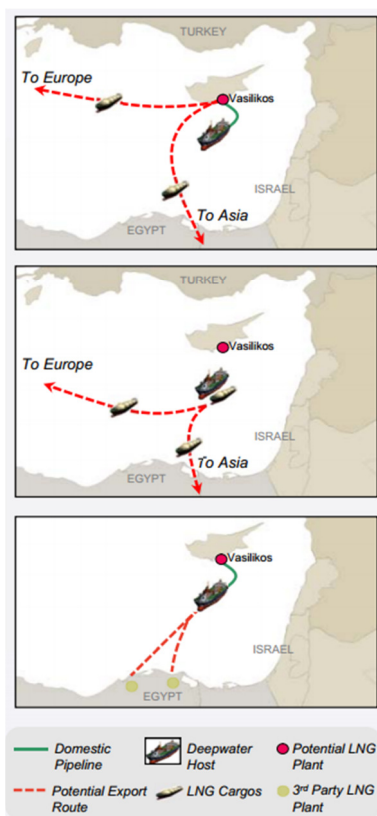 TURKEY
To Europe
Vasilikos
ISRAEL
To Asia
EGYPT
TURKEY
Vasilikos
To Europe
ISRAEL
To Asia
EGYPT
Vasilikos
ISRAEL
EGYPT
Domestic
Pipeline
Deepwater
Host
Potential LNG
Plant
Potential Export
Route
LNG Cargos
3rd Party LNG
Plant